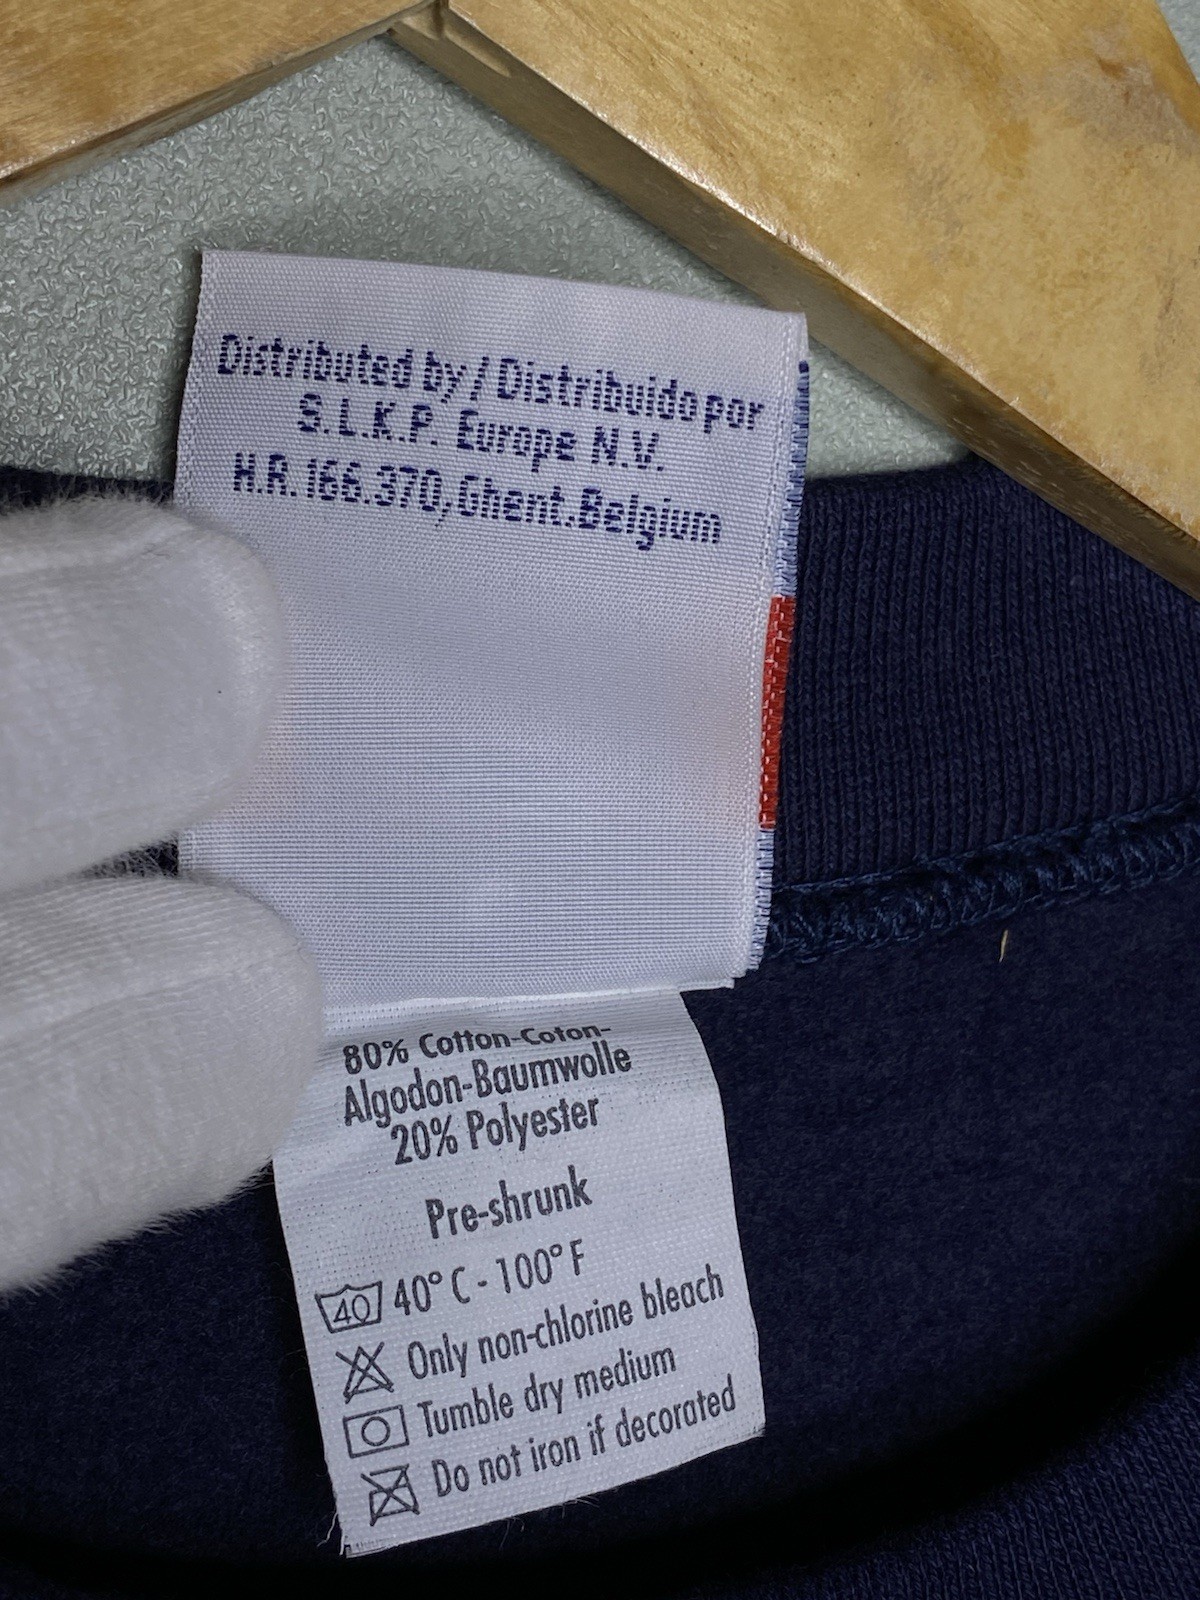 Distributed by / Distribuido por
S.L.K.P. Europe N.V.
H.R. 166.370, Ghent. Belgium
80% Cotton-Coton-
Algodon-Baumwolle
20% Polyester
Pre-shrunk
40 40° C - 100° F
Only non-chlorine bleach
Tumble dry medium
Do not iron if decorated